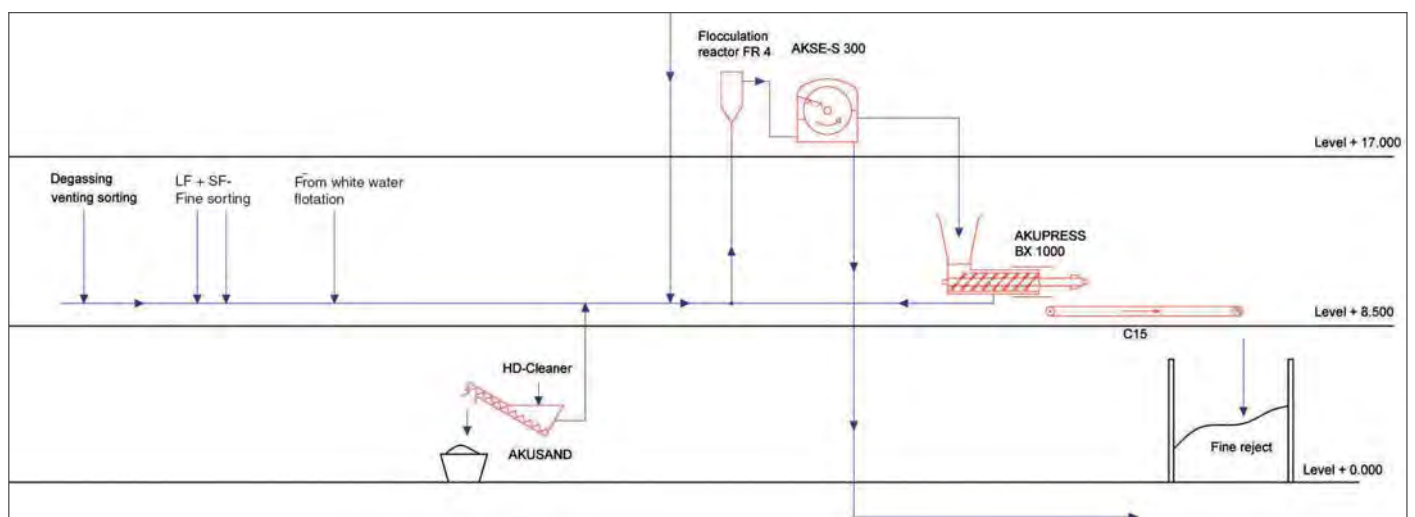 Flocculation
reactor FR 4
AKSE-S 300
Level + 17.000
Degassing
venting sorting
LF + SF-
Fine sorting
From white water
flotation
AKUPRESS
BX 1000
Level + 8.500
C15
HD-Cleaner
AKUSAND
Fine reject
Level + 0.000